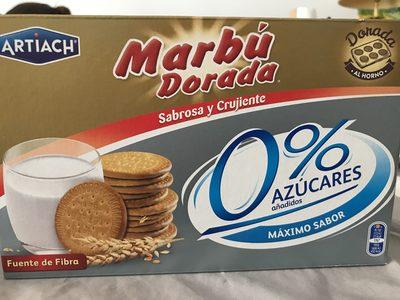 ARTIACH
Marbú
Dorada
Dorada
AL HORNO
Sabrosa y Crujiente
0%
AZÚCARES
añadidos
MÁXIMO SABOR
Fuente de Fibra